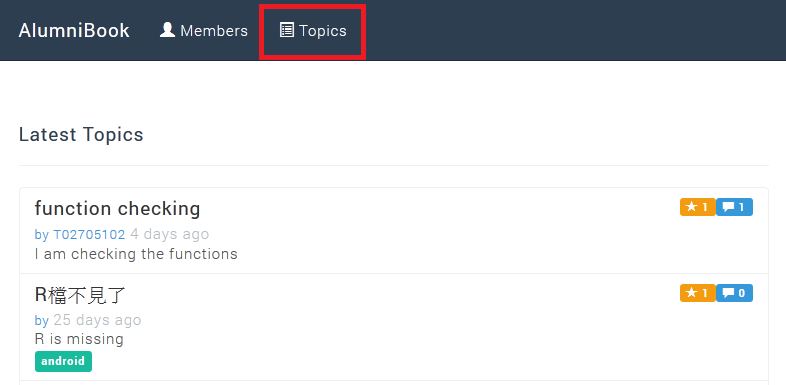 AlumniBook Members Topics
Latest Topics
function checking 1 1
by T02705102 4 days ago
I am checking the functions
R檔不見了 1 0
by 25 days ago
R is missing
android